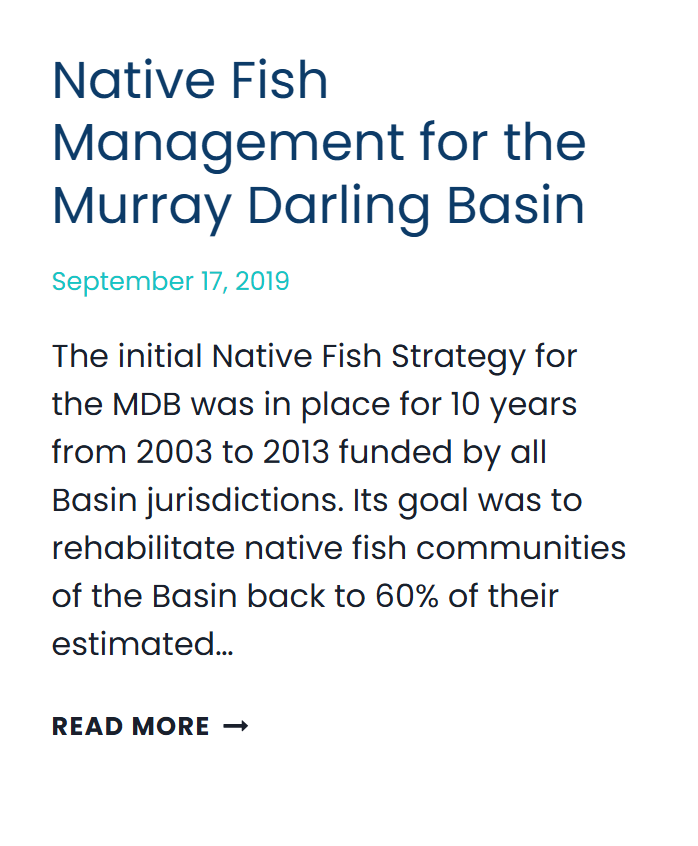 Native Fish
Management for the
Murray Darling Basin
September 17, 2019
The initial Native Fish Strategy for
the MDB was in place for 10 years
from 2003 to 2013 funded by all
Basin jurisdictions. Its goal was to
rehabilitate native fish communities
of the Basin back to 60% of their
estimated...
READ MORE →